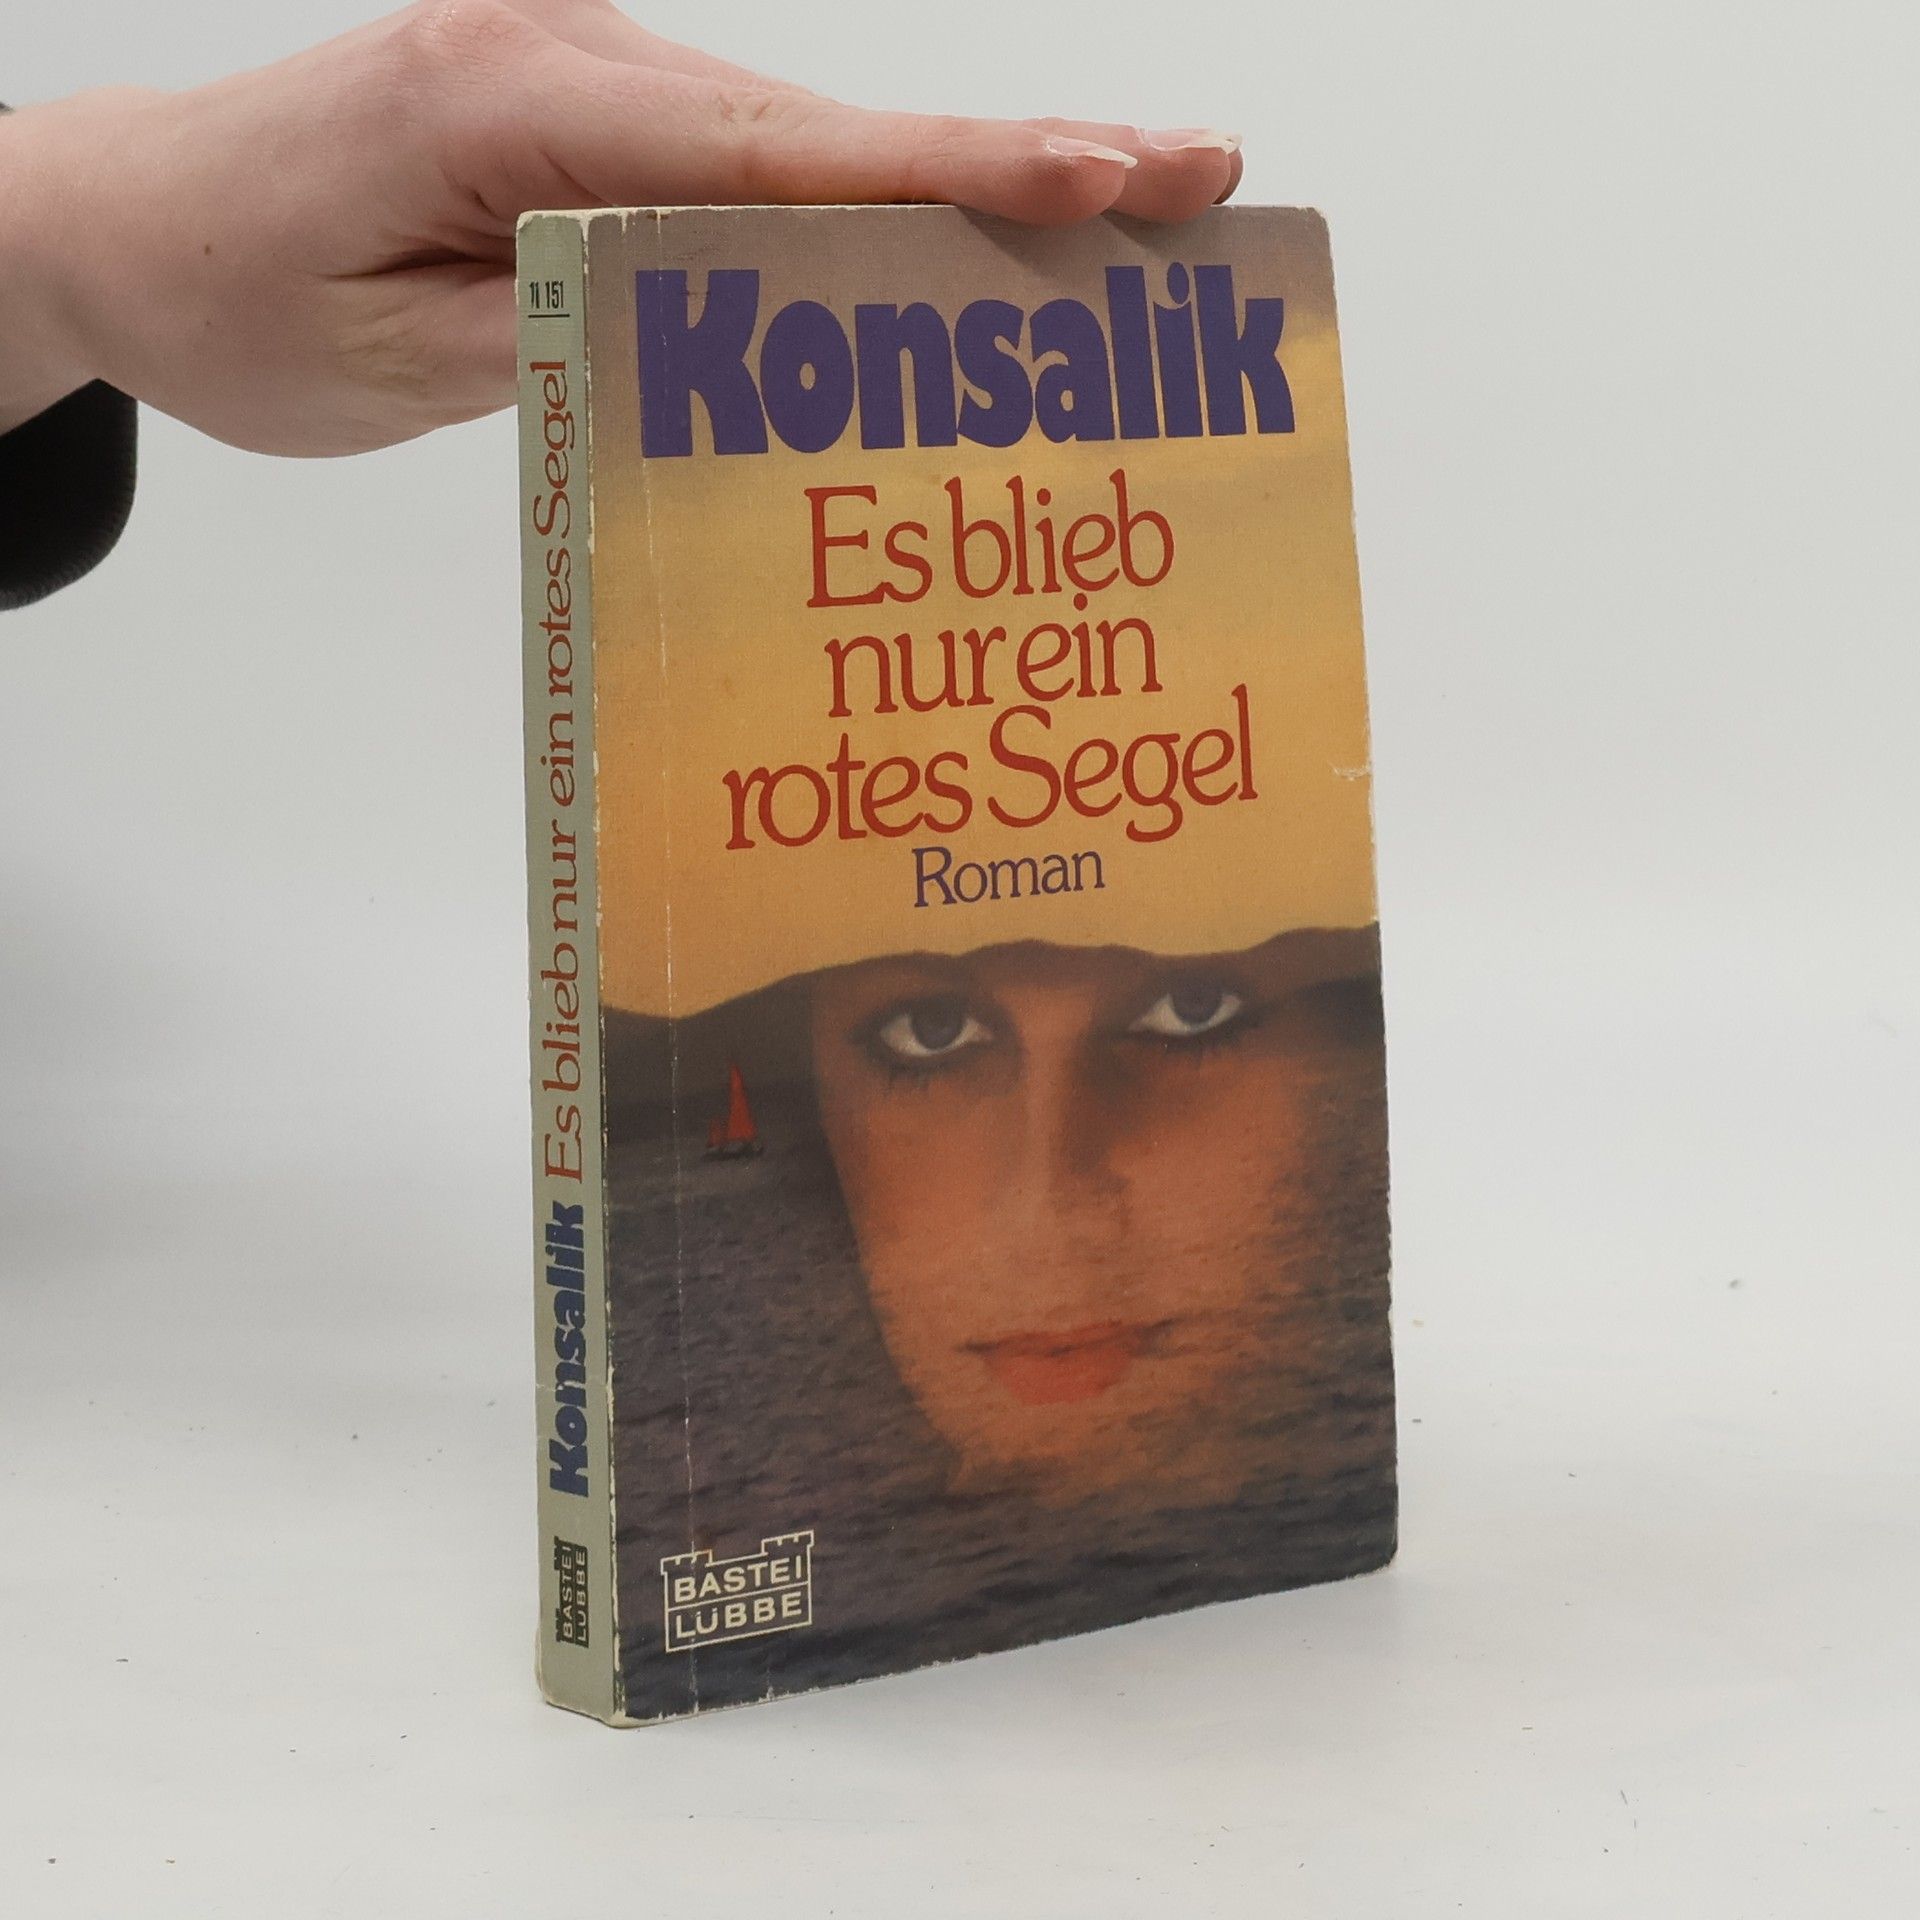 Konsalik
Es blieb
nur ein
rotes Segel
Roman
BASTEI
LÜBBE
11 151
Konsalik Es blieb nur ein rotes Segel
BASTEI
LÜBBE